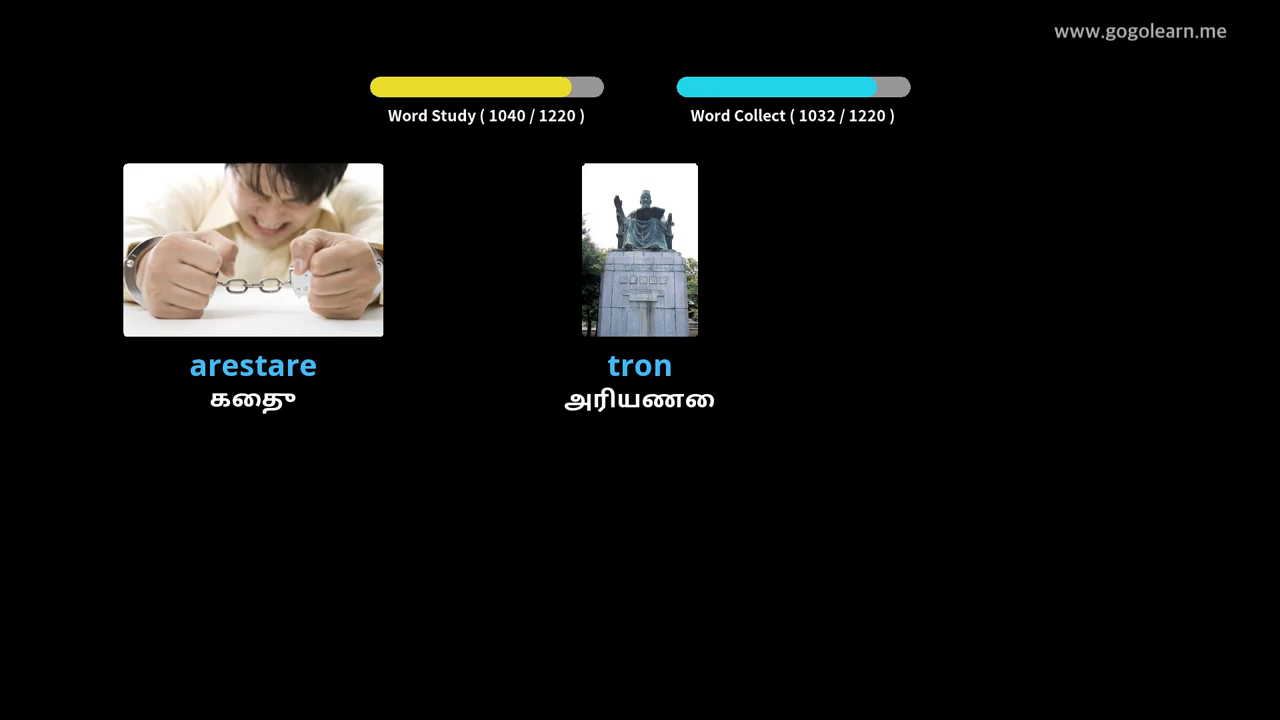 www.gogolearn.me
Word Study ( 1040 / 1220 )
Word Collect ( 1032 / 1220 )
arestare
tron
கைது
அரியணை